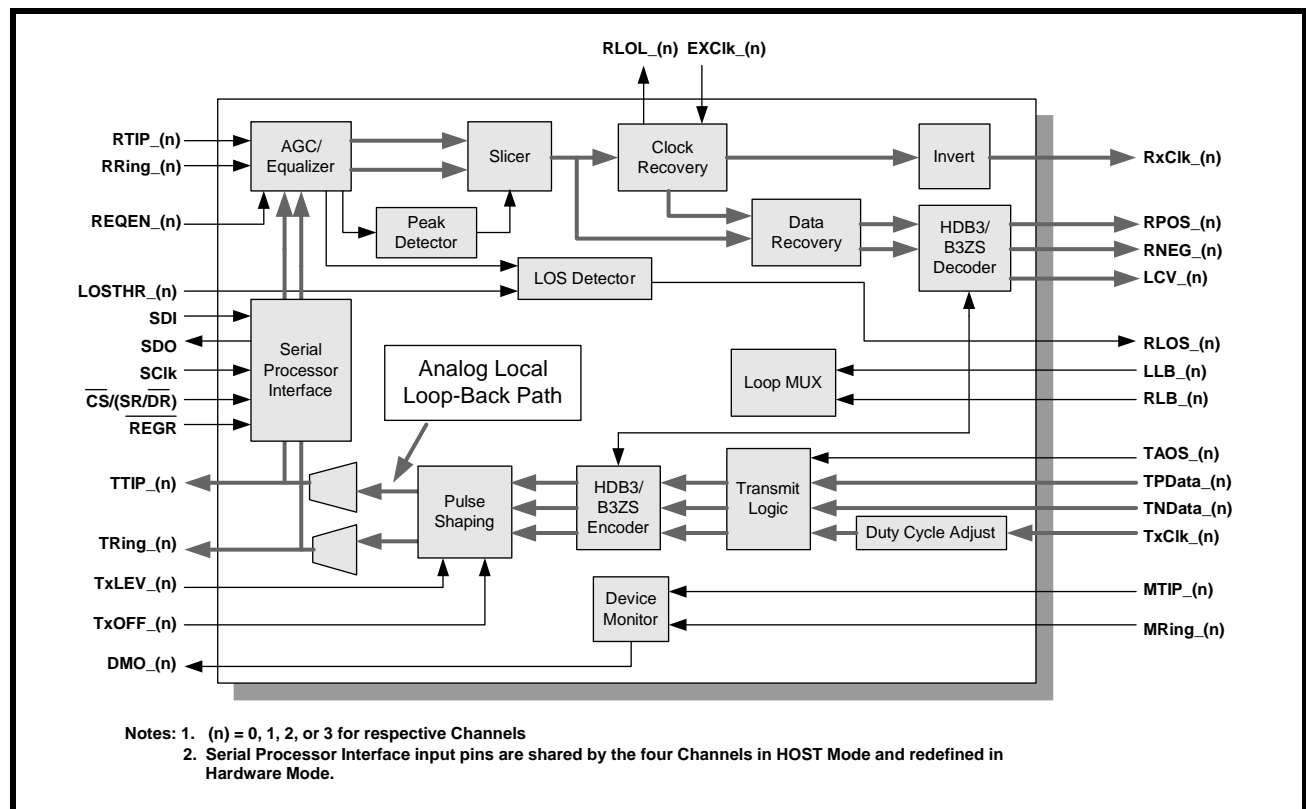 RLOL_(n) EXClk_(n)
RTIP_(n)
RRing_(n)
REQEN_(n)
LOSTHR_(n)
SDI
SDO
SClk
CS/(SR/DR)
REGR
TTIP_(n)
TRing_(n)
TxLEV_(n)
TxOFF_(n)
DMO_(n)
AGC/
Equalizer
Slicer
Peak
Detector
LOS Detector
Clock
Recovery
Invert
Data
Recovery
HDB3/
B3ZS
Decoder
Serial
Processor
Interface
Analog Local
Loop-Back Path
Loop MUX
Pulse
Shaping
HDB3/
B3ZS
Encoder
Transmit
Logic
Duty Cycle Adjust
Device
Monitor
RxClk_(n)
RPOS_(n)
RNEG_(n)
LCV_(n)
RLOS_(n)
LLB_(n)
RLB_(n)
TAOS_(n)
TPData_(n)
TNData_(n)
TxClk_(n)
MTIP_(n)
MRing_(n)
Notes: 1. (n) = 0, 1, 2, or 3 for respective Channels
2. Serial Processor Interface input pins are shared by the four Channels in HOST Mode and redefined in
Hardware Mode.